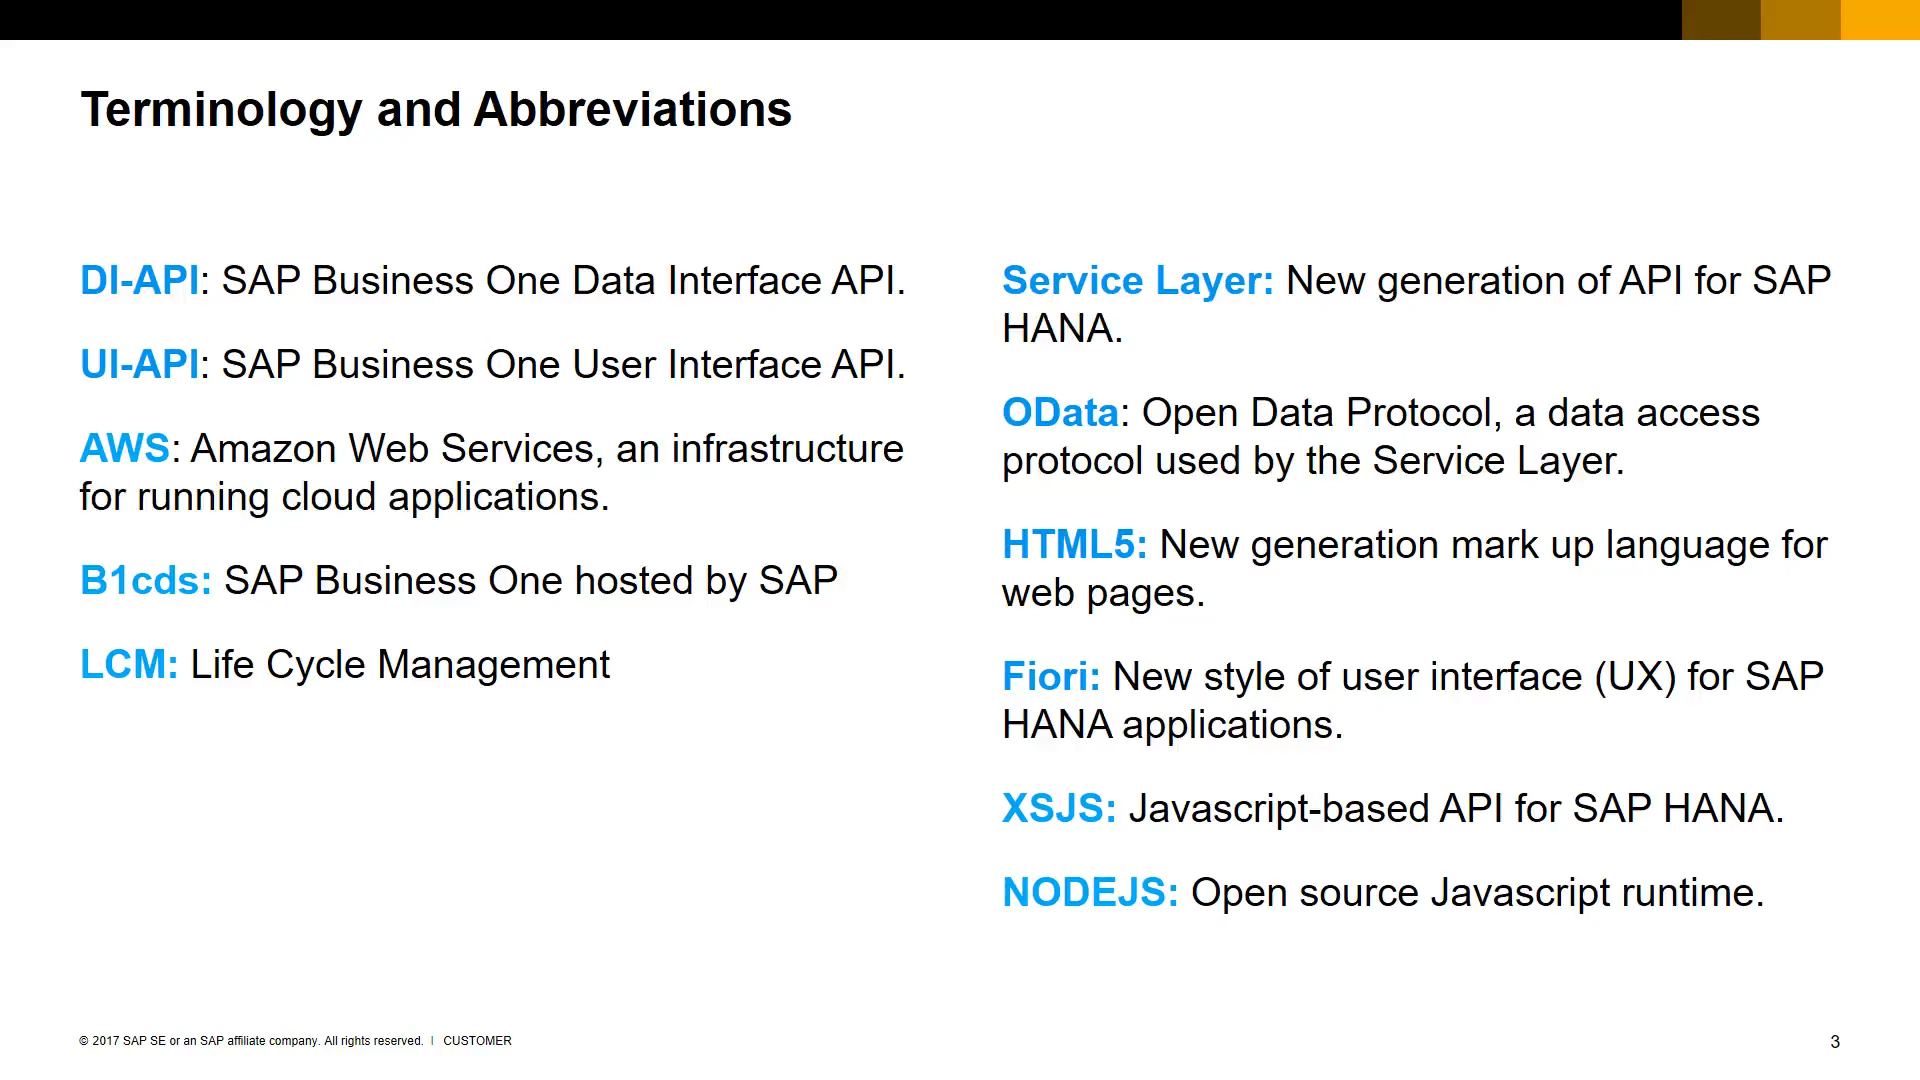 Terminology and Abbreviations
DI-API: SAP Business One Data Interface API.
UI-API: SAP Business One User Interface API.
AWS: Amazon Web Services, an infrastructure
for running cloud applications.
B1cds: SAP Business One hosted by SAP
LCM: Life Cycle Management
Service Layer: New generation of API for SAP
HANA.
OData: Open Data Protocol, a data access
protocol used by the Service Layer.
HTML5: New generation mark up language for
web pages.
Fiori: New style of user interface (UX) for SAP
HANA applications.
XSJS: Javascript-based API for SAP HANA.
NODEJS: Open source Javascript runtime.
© 2017 SAP SE or an SAP affiliate company. All rights reserved. | CUSTOMER
3